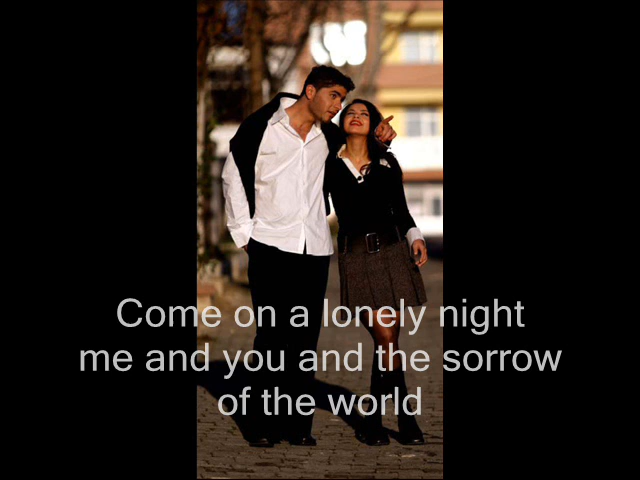 Come on a lonely night
me and you and the sorrow
of the world